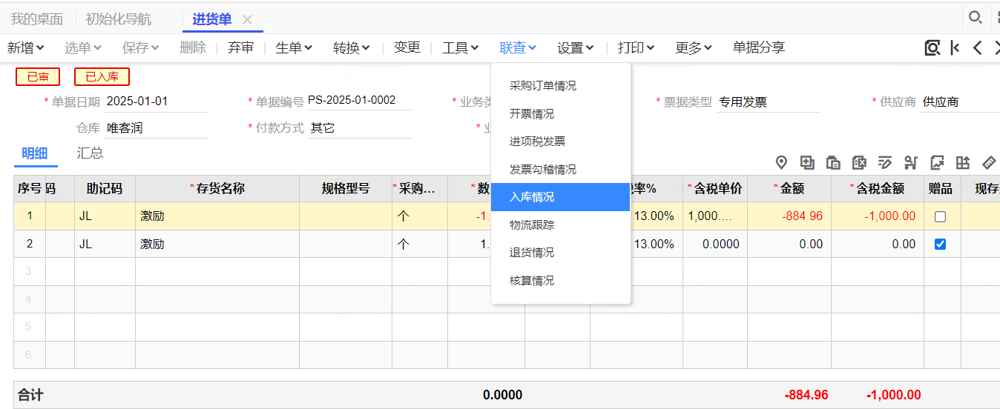 我的桌面 初始化导航 进货单
新增 选单 保存 删除 弃审 生单 转换 变更 工具 联查 设置 打印 更多 单据分享
已审 已入库
* 单据日期 2025-01-01 * 单据编号 PS-2025-01-0002 * 业务类 * 票据类型 专用发票 * 供应商 供应商
仓库 唯客润 * 付款方式 其它 * 业
明细 汇总
采购订单情况
开票情况
进项税发票
发票勾稽情况
入库情况
物流跟踪
退货情况
核算情况
序号 码 助记码 *存货名称 规格型号 *采购... *数 率% *含税单价 *金额 *含税金额 赠品 现存
1 JL 激励 个 -1. 13.00% 1,000.... -884.96 -1,000.00
2 JL 激励 个 1. 13.00% 0.0000 0.00 0.00
3
4
5
6
合计 0.0000 -884.96 -1,000.00